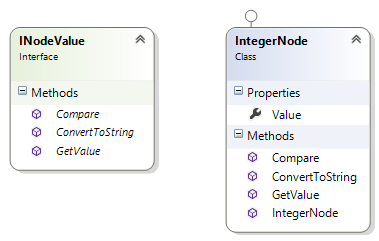 INodeValue
Interface
Methods
Compare
ConvertToString
GetValue
IntegerNode
Class
Properties
Value
Methods
Compare
ConvertToString
GetValue
IntegerNode